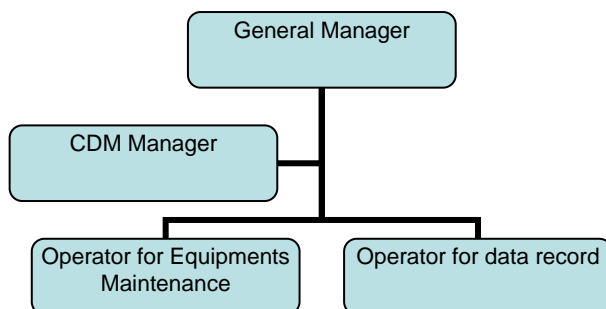 General Manager
CDM Manager
Operator for Equipments
Maintenance
Operator for data record